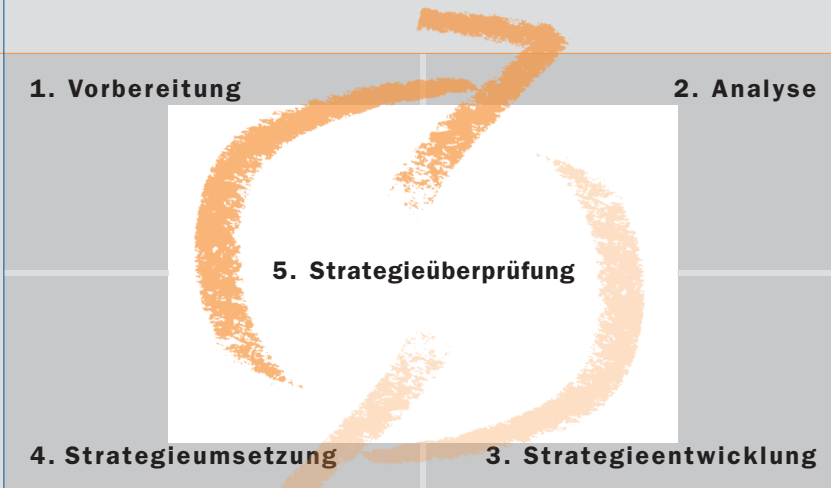 1. Vorbereitung
2. Analyse
5. Strategieüberprüfung
4. Strategieumsetzung
3. Strategieentwicklung